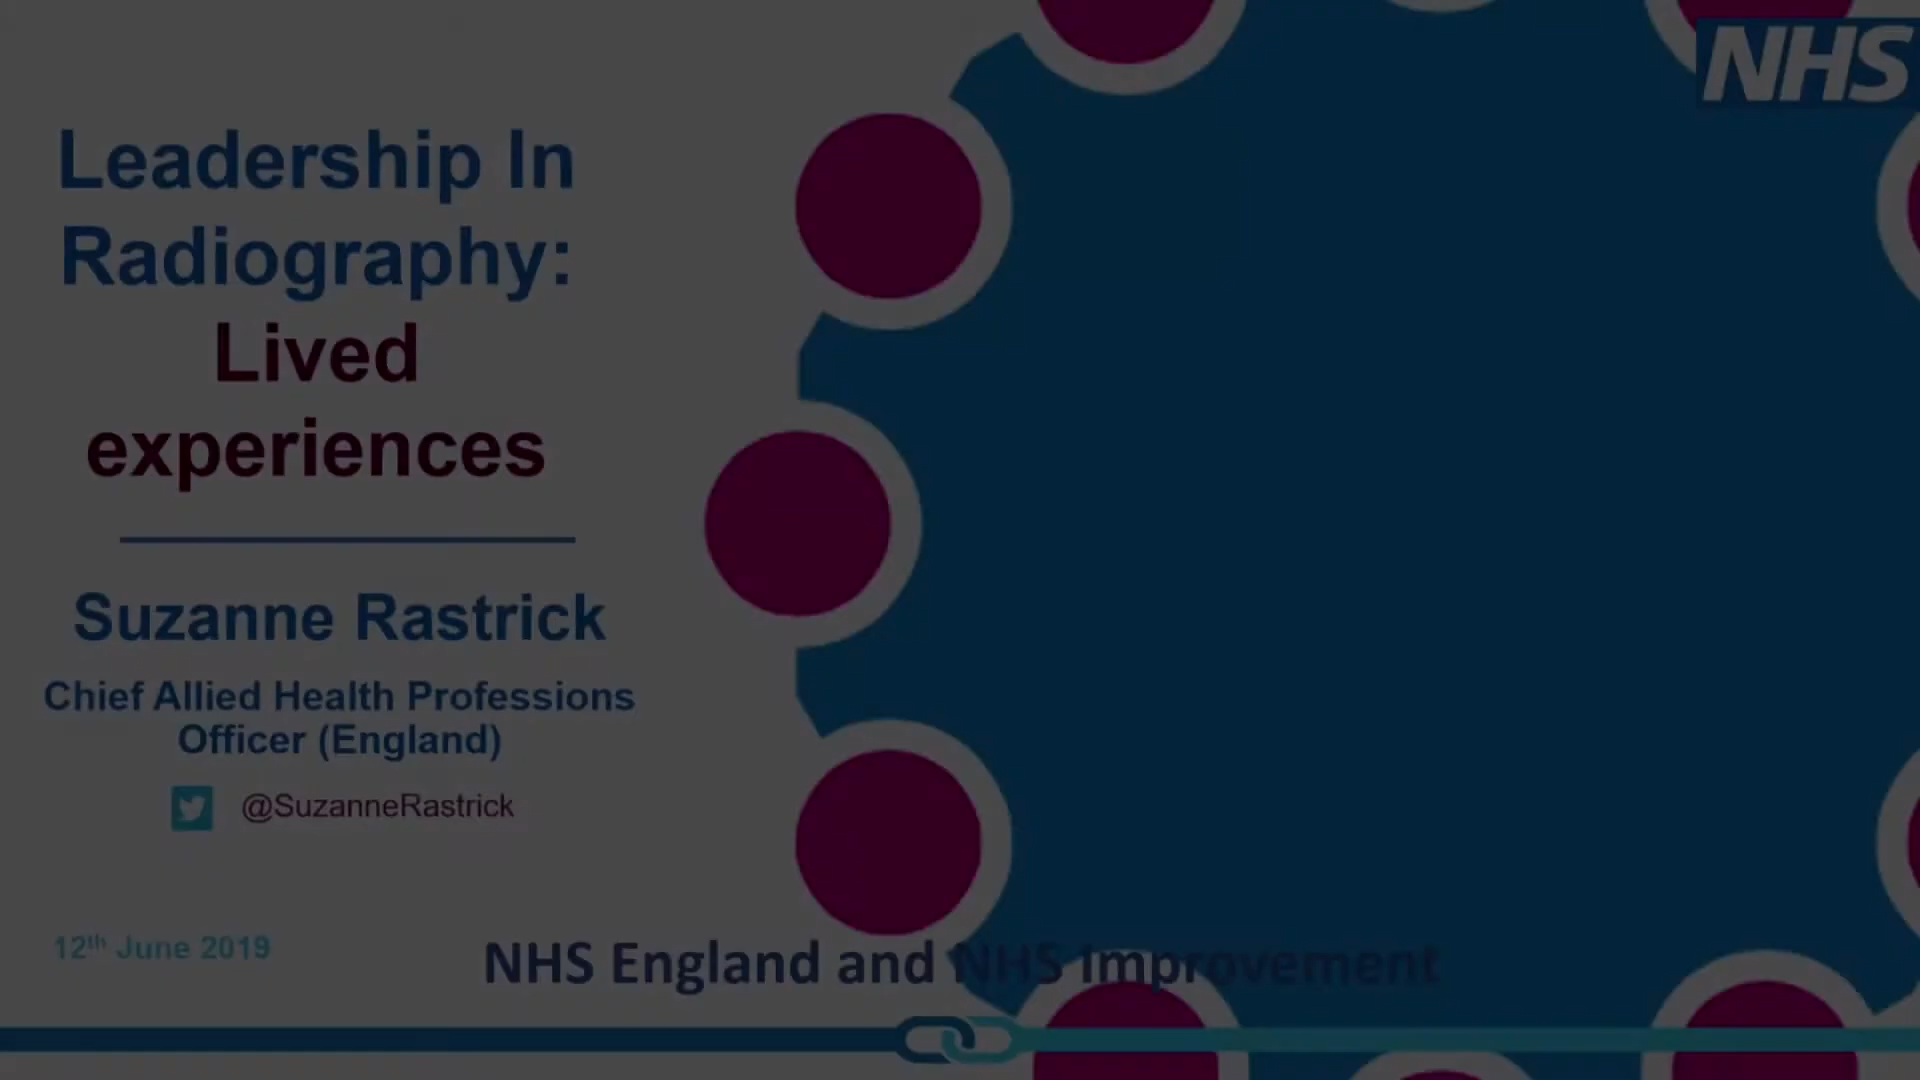 NHS
Leadership In
Radiography:
Lived
experiences
Suzanne Rastrick
Chief Allied Health Professions
Officer (England)
@SuzanneRastrick
12th June 2019
NHS England and NHS Improvement